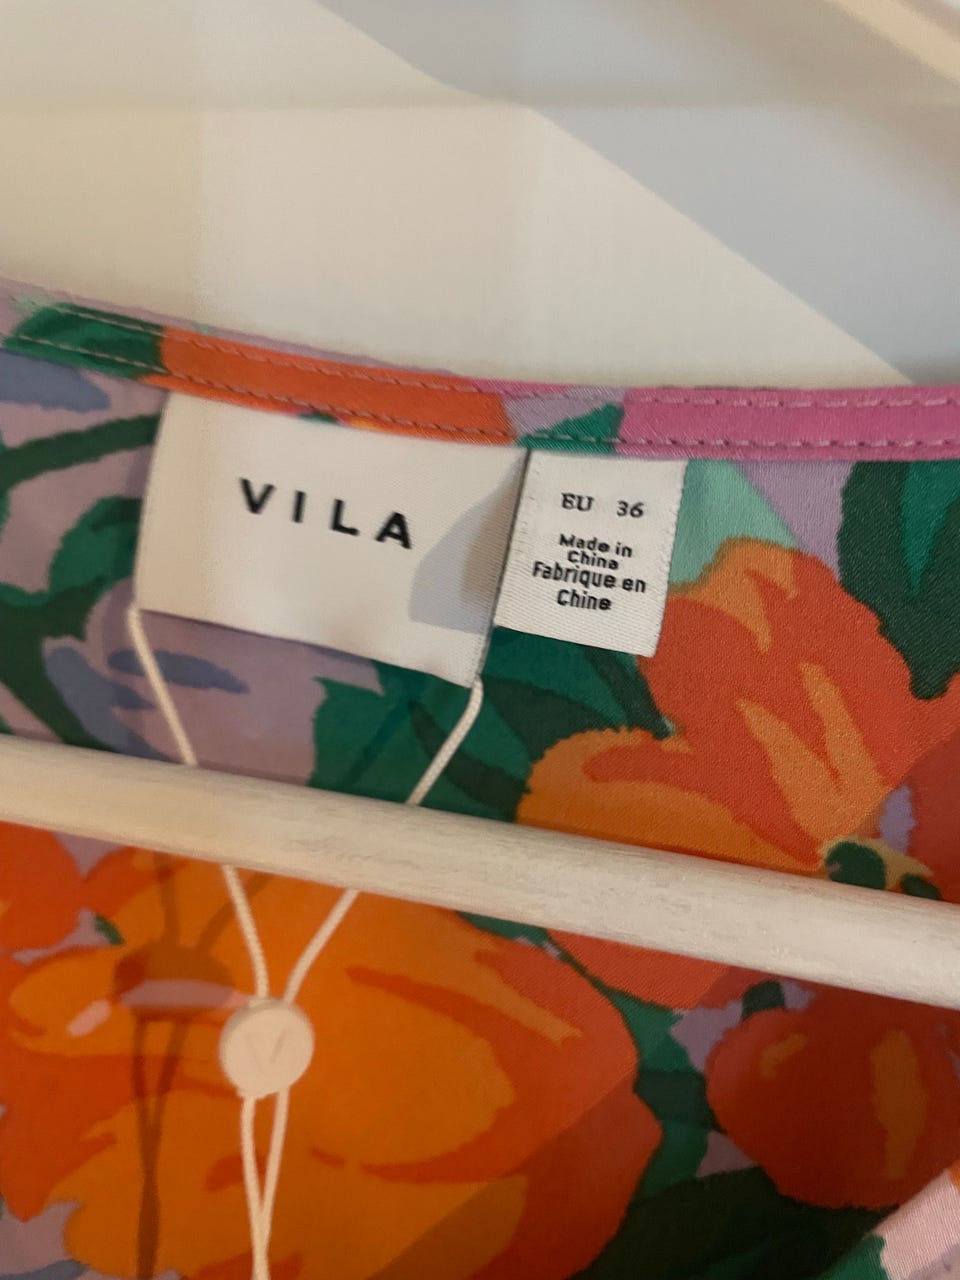 VILA
EU 36
Made in
China
Fabrique en
Chine
V